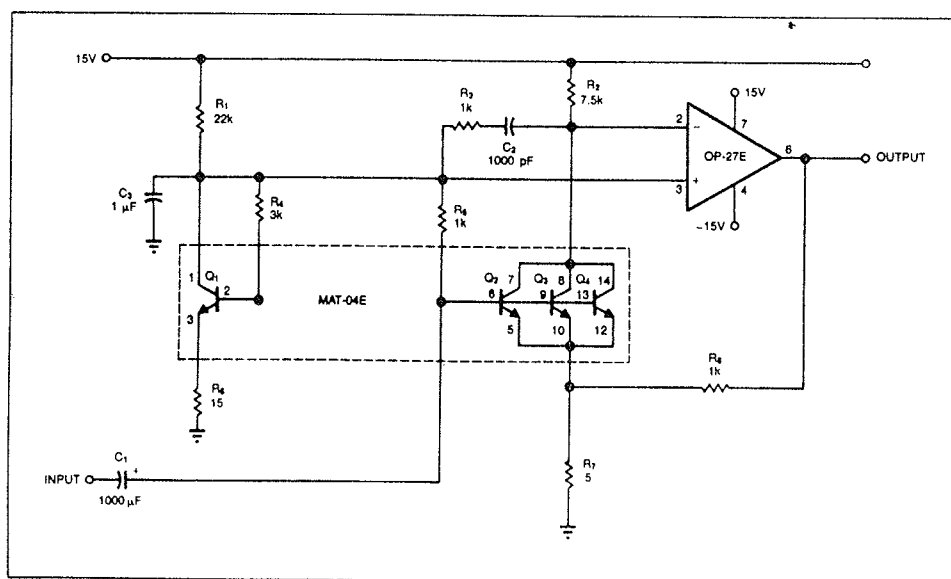 15V
R1
22k
R2
1k
C2
1000 pF
R2
7.5k
15V
2
−
7
OP-27E
6
OUTPUT
+
3
4
−15V
C3
1 µF
R4
3k
R6
1k
1
Q1
2
3
MAT-04E
Q2
7
6
5
Q3
8
9
10
Q4
14
13
12
R6
15
R8
1k
C1
+
INPUT
1000 µF
R7
5